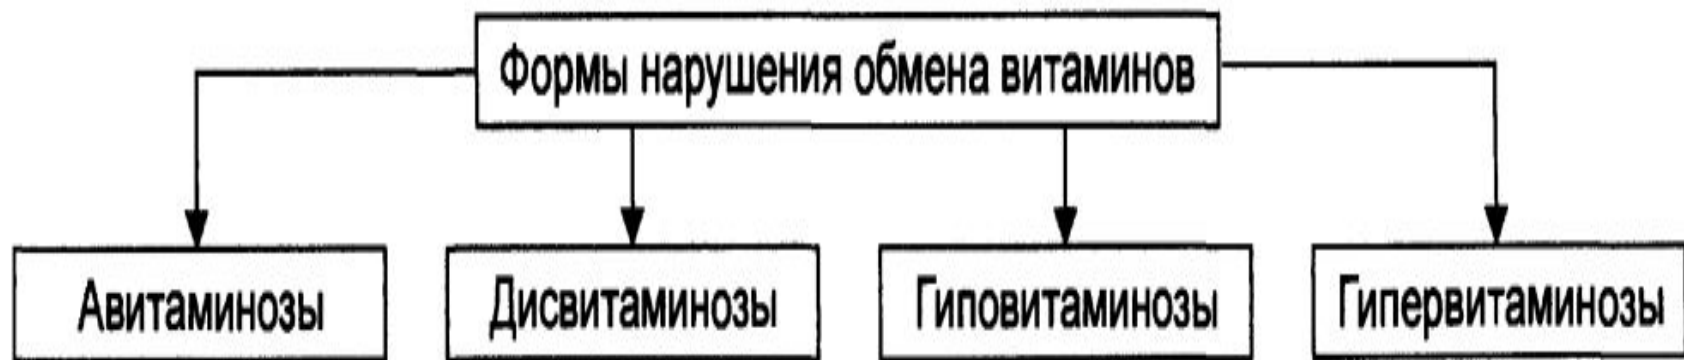 Формы нарушения обмена витаминов
Авитаминозы
Дисвитаминозы
Гиповитаминозы
Гипервитаминозы